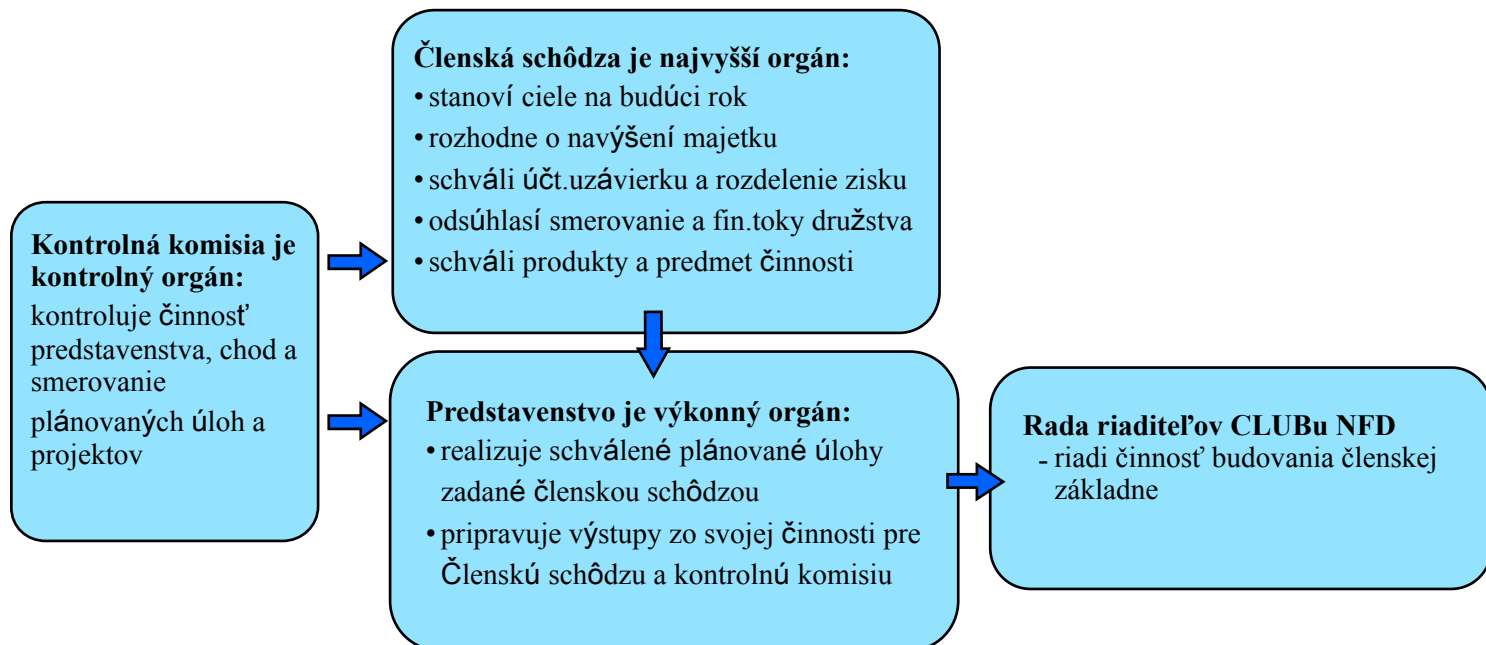 Členská schôdza je najvyšší orgán:
• stanoví ciele na budúci rok
• rozhodne o navýšení majetku
• schváli účt.uzávierku a rozdelenie zisku
• odsúhlasí smerovanie a fin.toky družstva
• schváli produkty a predmet činnosti
Kontrolná komisia je
kontrolný orgán:
kontroluje činnosť
predstavenstva, chod a
smerovanie
plánovaných úloh a
projektov
Predstavenstvo je výkonný orgán:
• realizuje schválené plánované úlohy
zadané členskou schôdzou
• pripravuje výstupy zo svojej činnosti pre
Členskú schôdzu a kontrolnú komisiu
Rada riaditeľov CLUBu NFD
- riadi činnosť budovania členskej
základne